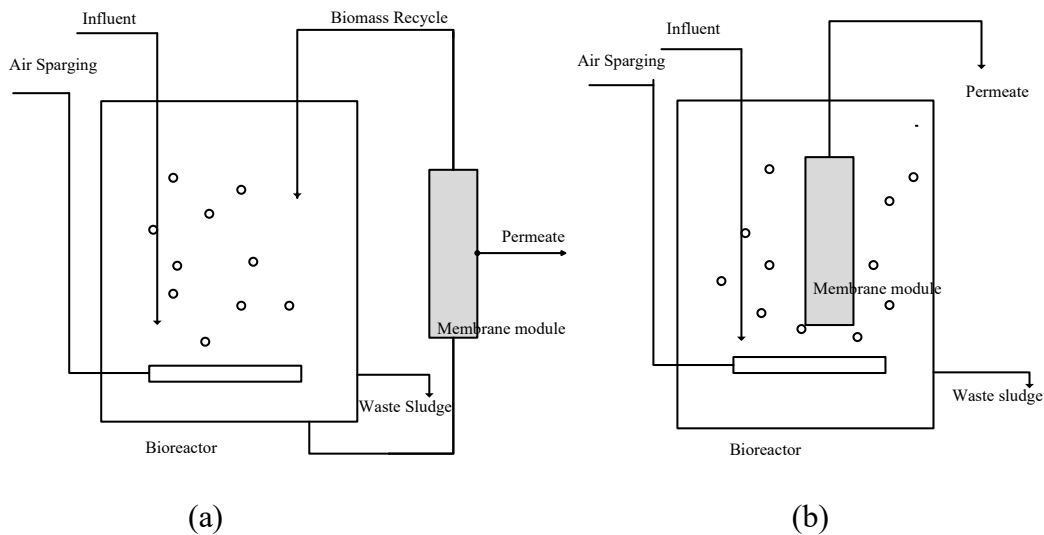 Influent
Biomass Recycle
Air Sparging
Permeate
Membrane module
Waste Sludge
Bioreactor
(a)
Influent
Air Sparging
Permeate
Membrane module
Waste sludge
Bioreactor
(b)